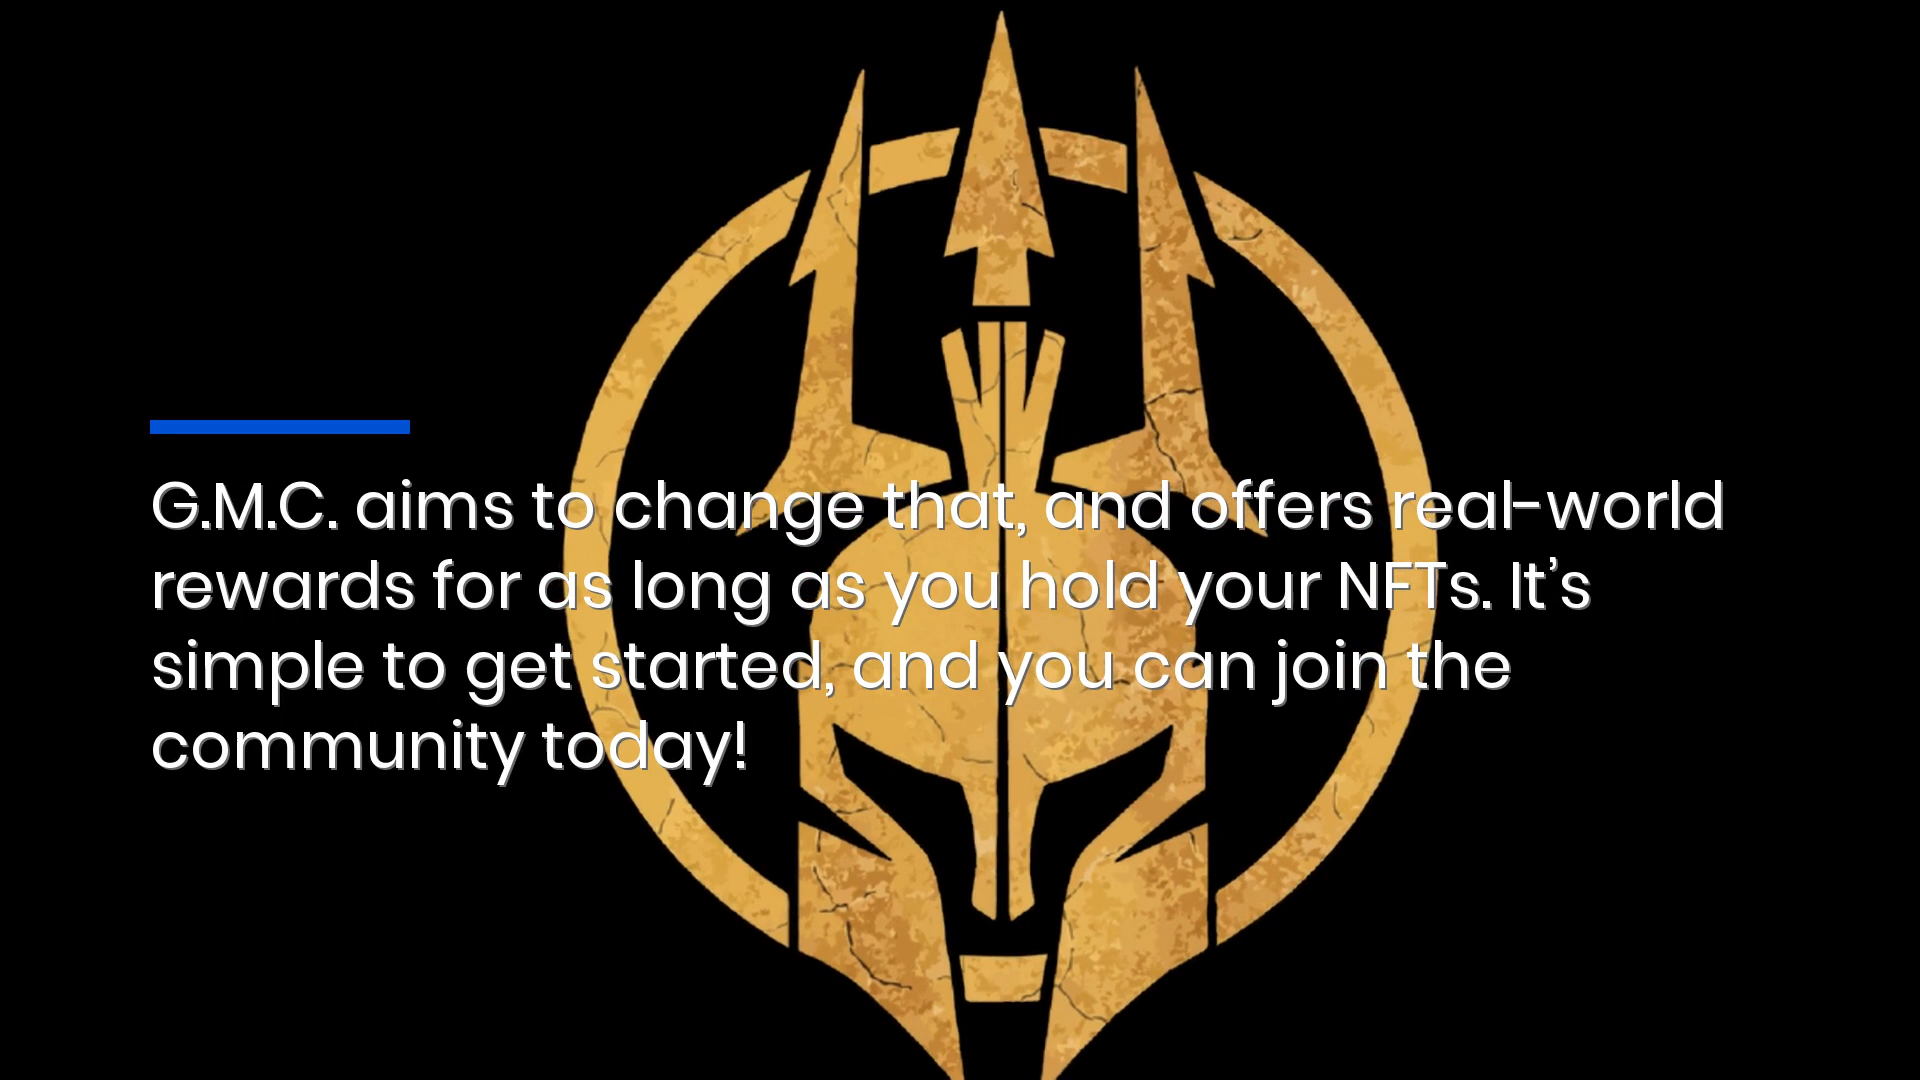 G.M.C. aims to change that, and offers real-world
rewards for as long as you hold your NFTs. It’s
simple to get started, and you can join the
community today!